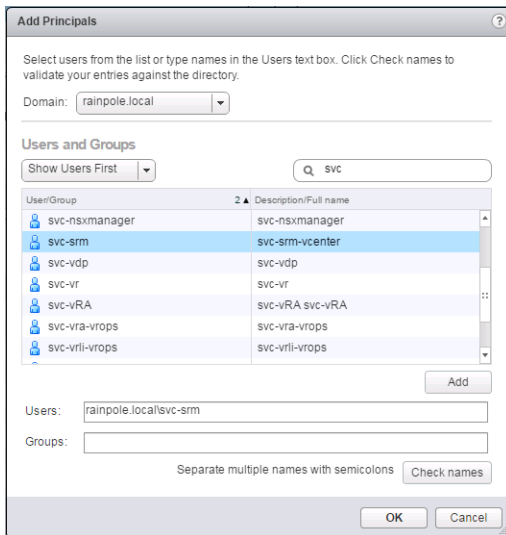 Add Principals
?
Select users from the list or type names in the Users text box. Click Check names to
validate your entries against the directory.
Domain: rainpole.local
Users and Groups
Show Users First svc
User/Group 2 ▲ Description/Full name
svc-nsxmanager svc-nsxmanager
svc-srm svc-srm-vcenter
svc-vdp svc-vdp
svc-vr svc-vr
svc-vRA svc-vRA svc-vRA
svc-vra-vrops svc-vra-vrops
svc-vrli-vrops svc-vrli-vrops
Add
Users: rainpole.local\svc-srm
Groups:
Separate multiple names with semicolons Check names
OK Cancel